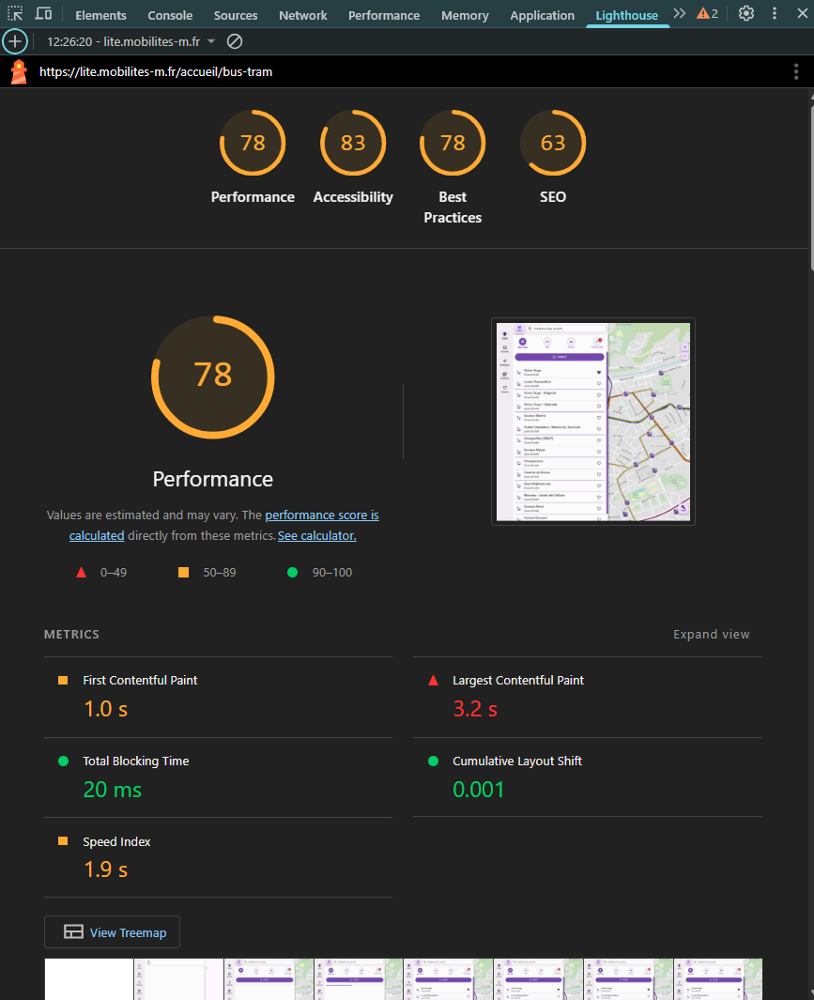 Elements Console Sources Network Performance Memory Application Lighthouse 2
12:26:20 - lite.mobilites-m.fr
https://lite.mobilites-m.fr/accueil/bus-tram
78 83 78 63
Performance Accessibility Best Practices SEO
78
Performance
Values are estimated and may vary. The performance score is
calculated directly from these metrics. See calculator.
0–49 50–89 90–100
METRICS Expand view
First Contentful Paint
1.0 s
Largest Contentful Paint
3.2 s
Total Blocking Time
20 ms
Cumulative Layout Shift
0.001
Speed Index
1.9 s
View Treemap